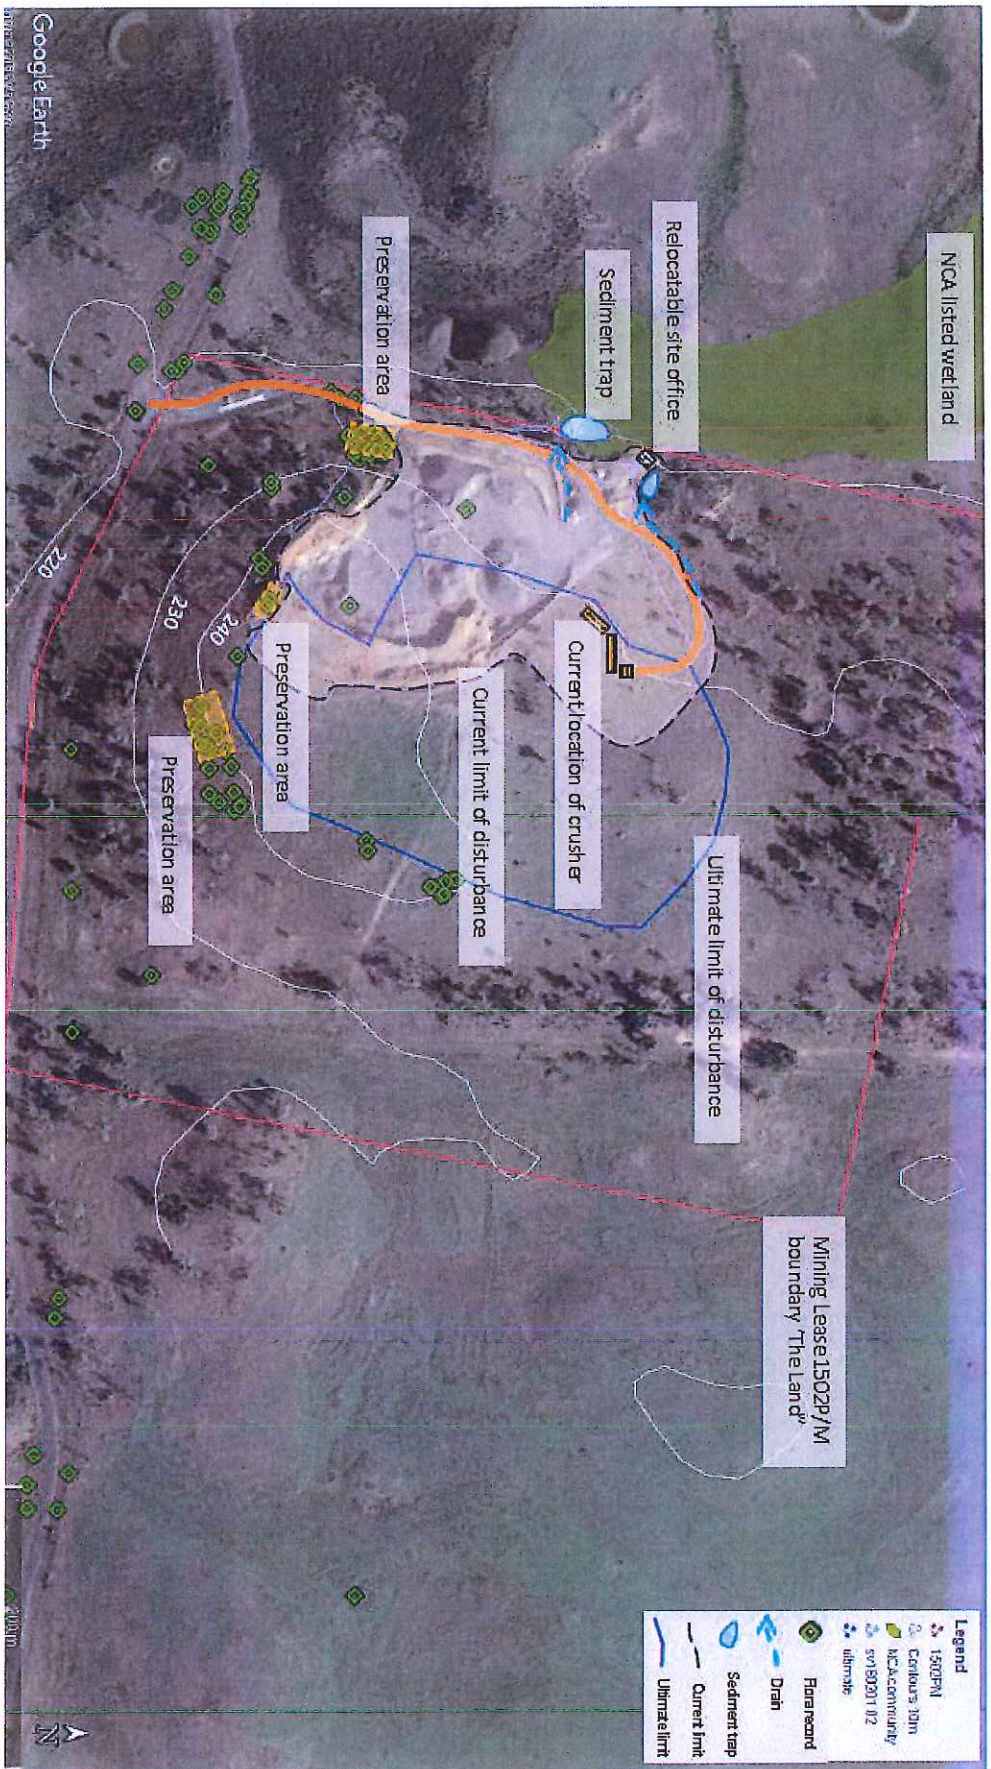 NCA listed wetland
Relocatable site office
Sediment trap
Preservation area
Current location of crusher
Current limit of disturbance
Preservation area
Preservation area
Ultimate limit of disturbance
Mining Lease 1502P/M
boundary "The Land"
220
230
240
Google Earth
Legend
1502PM
Contours 10m
NCA community
ultimate
Flora record
Drain
Sediment trap
Current limit
Ultimate limit
N